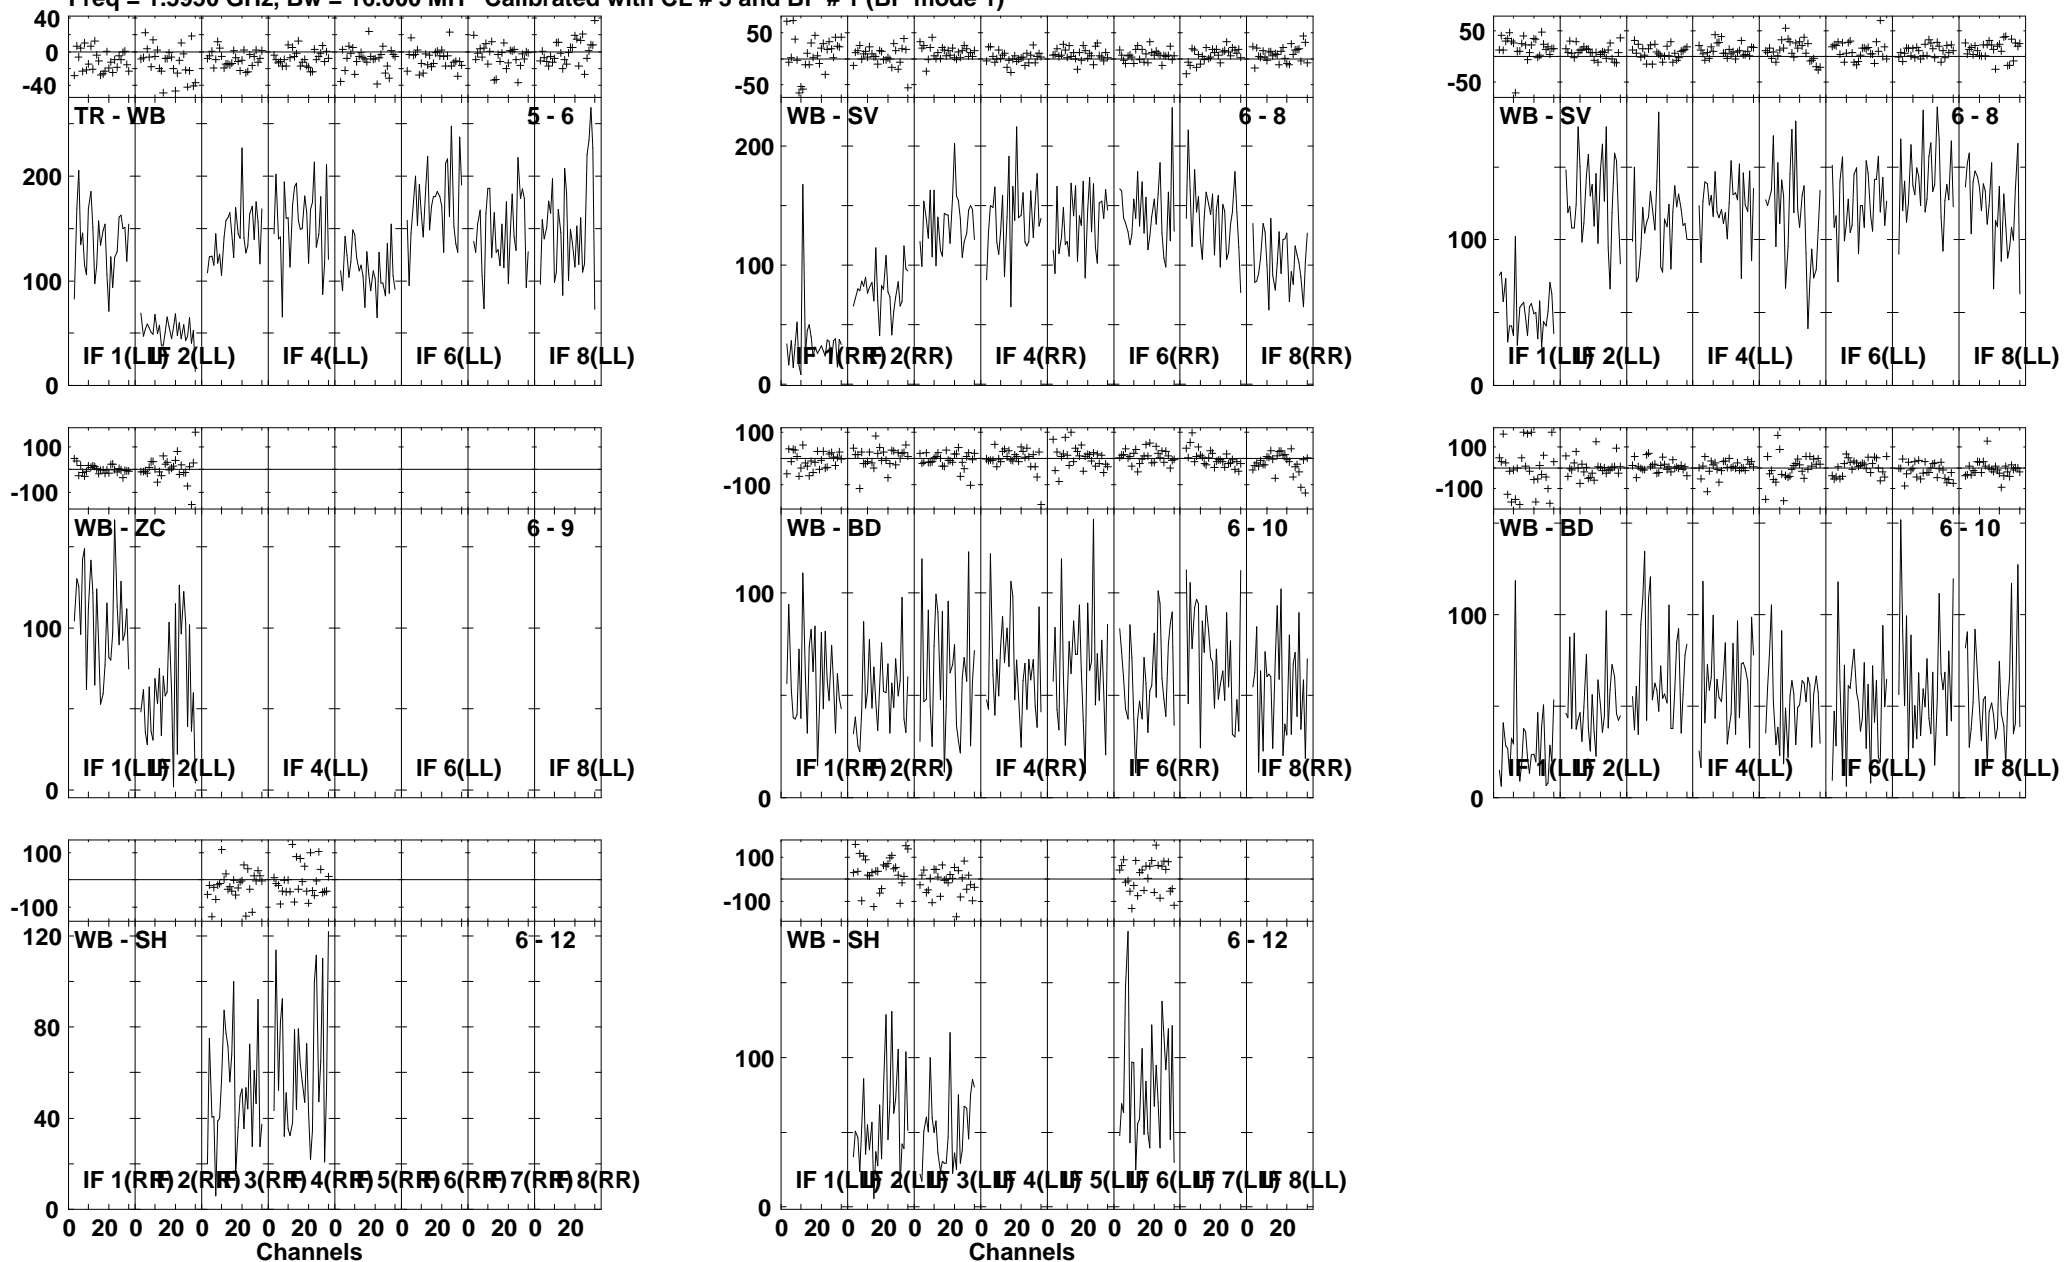 Calibrated with CL # 3 and BP # 1 (BP mode 1)
40
0
-40
TR - WB 5 - 6
200
100
0
IF 1(LL) IF 2(LL) IF 4(LL) IF 6(LL) IF 8(LL)
50
-50
WB - SV 6 - 8
200
100
0
IF 1(RR) IF 2(RR) IF 4(RR) IF 6(RR) IF 8(RR)
50
-50
WB - SV 6 - 8
100
0
IF 1(LL) IF 2(LL) IF 4(LL) IF 6(LL) IF 8(LL)
100
-100
WB - ZC 6 - 9
100
0
IF 1(LL) IF 2(LL) IF 4(LL) IF 6(LL) IF 8(LL)
100
-100
WB - BD 6 - 10
100
0
IF 1(RR) IF 2(RR) IF 4(RR) IF 6(RR) IF 8(RR)
100
-100
WB - BD 6 - 10
100
0
IF 1(LL) IF 2(LL) IF 4(LL) IF 6(LL) IF 8(LL)
100
-100
WB - SH 6 - 12
120
80
40
0
IF 1(RR) IF 2(RR) IF 3(RR) IF 4(RR) IF 5(RR) IF 6(RR) IF 7(RR) IF 8(RR)
0 20 0 20 0 20 0 20 0 20 0 20 0 20 0 20
Channels
100
-100
WB - SH 6 - 12
100
0
IF 1(LL) IF 2(LL) IF 3(LL) IF 4(LL) IF 5(LL) IF 6(LL) IF 7(LL) IF 8(LL)
0 20 0 20 0 20 0 20 0 20 0 20 0 20 0 20
Channels